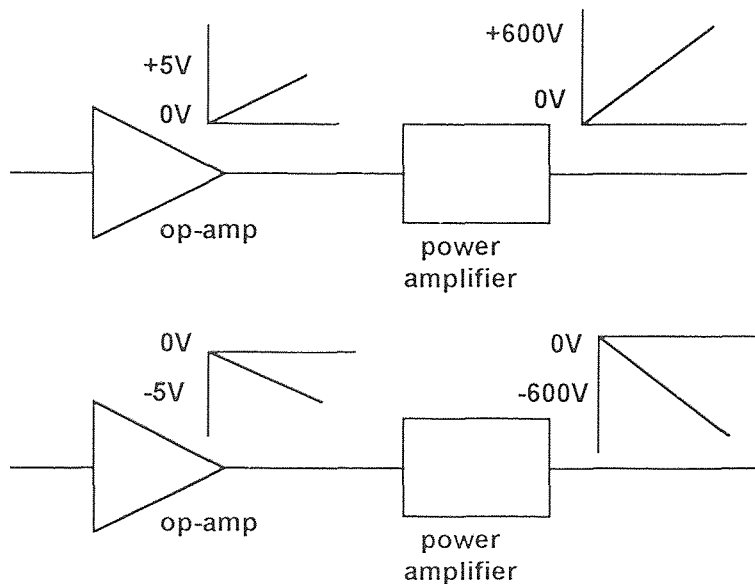 +5V
0V
+600V
0V
op-amp
power
amplifier
0V
-5V
0V
-600V
op-amp
power
amplifier